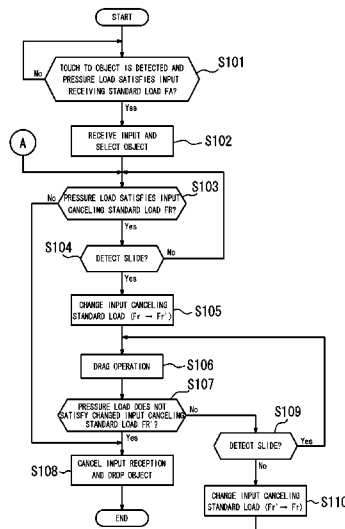 START
TOUCH TO OBJECT IS DETECTED AND
PRESSURE LOAD SATISFIES INPUT
RECEIVING STANDARD LOAD FA?
S101
No
Yes
RECEIVE INPUT AND
SELECT OBJECT
S102
A
S103
No
PRESSURE LOAD SATISFIES INPUT
CANCELING STANDARD LOAD FR?
Yes
S104
DETECT SLIDE?
No
Yes
CHANGE INPUT CANCELING
STANDARD LOAD (Fr → Fr')
S105
DRAG OPERATION
S106
S107
PRESSURE LOAD DOES NOT
SATISFY CHANGED INPUT CANCELING
STANDARD LOAD FR'?
No
S109
Yes
DETECT SLIDE?
Yes
S108
CANCEL INPUT RECEPTION
AND DROP OBJECT
No
CHANGE INPUT CANCELING
STANDARD LOAD (Fr' → Fr)
S110
END